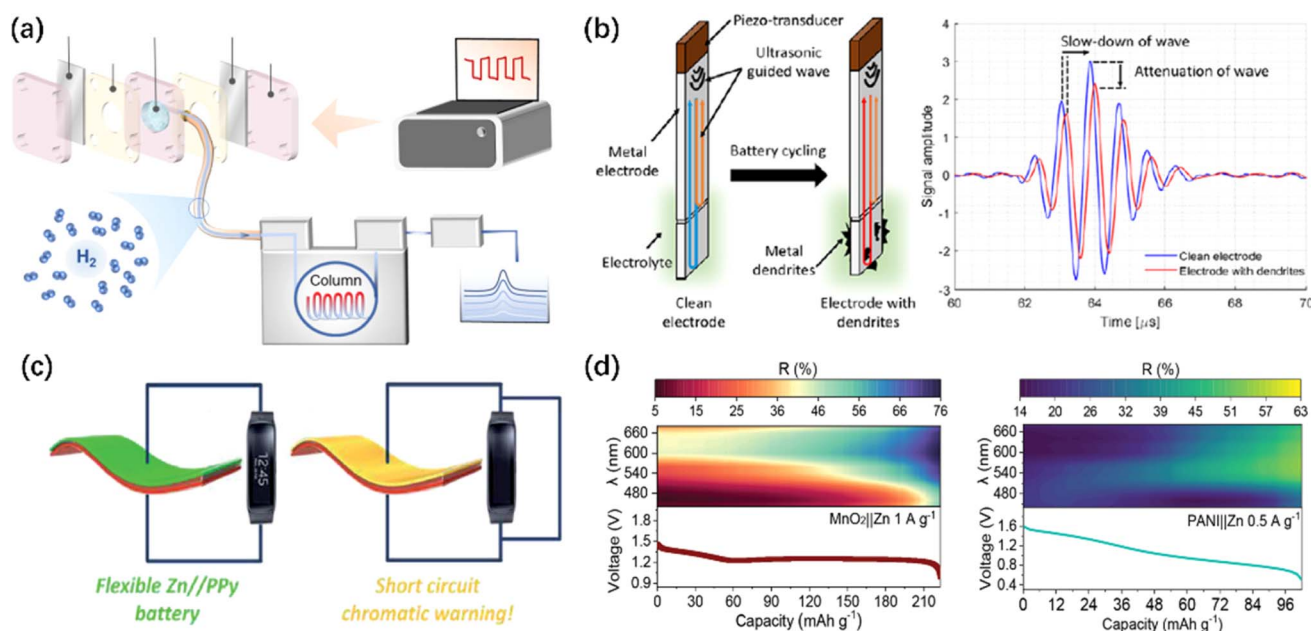 (a)
H₂
Column
(b)
Piezo-transducer
Ultrasonic
guided wave
Metal
electrode
Battery cycling
Electrolyte
Metal
dendrites
Clean
electrode
Electrode with
dendrites
Slow-down of wave
Attenuation of wave
Signal amplitude
4
3
2
1
0
-1
-2
-3
Clean electrode
Electrode with dendrites
60 62 64 66 68 70
Time [μs]
(c)
12:45
Flexible Zn//PPy
battery
Short circuit
chromatic warning!
(d)
R (%)
5 15 25 36 46 56 66 76
λ (nm)
660
600
540
480
MnO₂||Zn 1 A g⁻¹
Voltage (V)
1.5
1.2
0.9
0 30 60 90 120 150 180 210
Capacity (mAh g⁻¹)
R (%)
14 20 26 32 39 45 51 57 63
λ (nm)
660
600
540
480
PANI||Zn 0.5 A g⁻¹
Voltage (V)
1.6
1.2
0.8
0.4
0 12 24 36 48 60 72 84 96
Capacity (mAh g⁻¹)